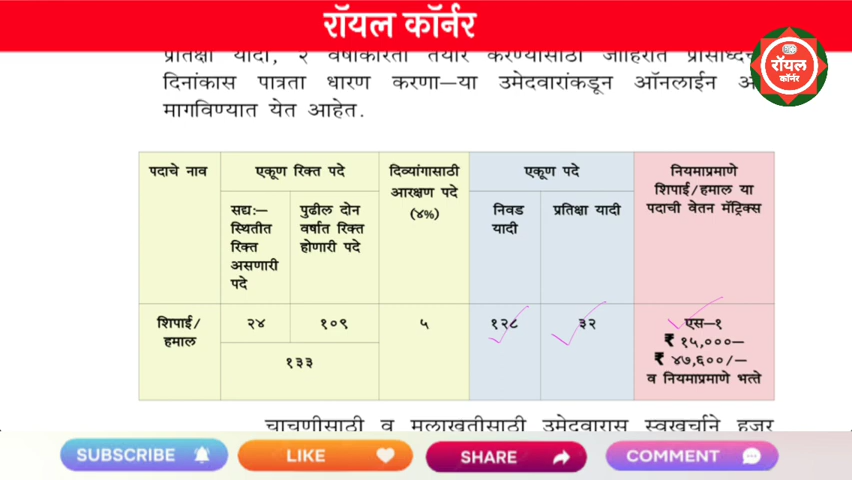 रॉयल कॉर्नर
रॉयल
कॉर्नर
प्रतिक्षा यादी, २ वर्षाकरिता तयार करण्यासाठी जाहिरात
दिनांकास पात्रता धारण करणा—या उमेदवारांकडून ऑनलाईन
मागविण्यात येत आहेत.
पदाचे नाव
एकूण रिक्त पदे
दिव्यांगासाठी
आरक्षण पदे
(४%)
एकूण पदे
नियमाप्रमाणे
शिपाई/हमाल या
पदाची वेतन मॅट्रिक्स
सद्यः—
स्थितीत
रिक्त
असणारी
पदे
पुढील दोन
वर्षात रिक्त
होणारी पदे
निवड
यादी
प्रतिक्षा यादी
शिपाई/
हमाल
२४
१०९
१३३
५
१२८
३२
एस—१
₹ १५,०००—
₹ ४७,६००/—
व नियमाप्रमाणे भत्ते
चाचणीसाठी व मुलाखतीसाठी उमेदवारास स्वखर्चाने हजर
SUBSCRIBE
LIKE
SHARE
COMMENT